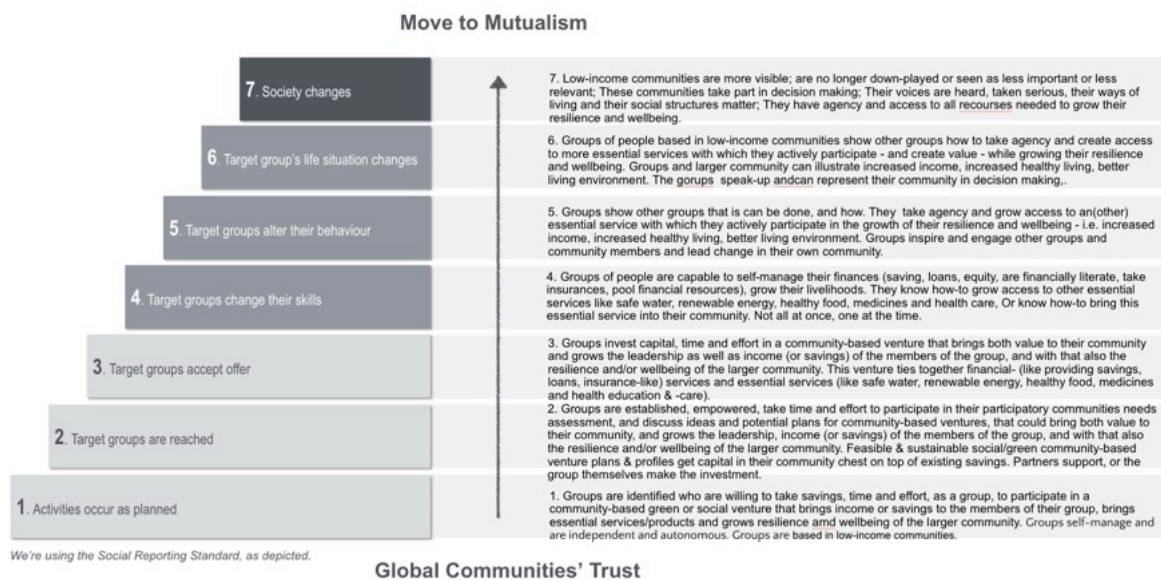 Move to Mutualism
7. Society changes
7. Low-income communities are more visible; are no longer down-played or seen as less important or less
relevant; These communities take part in decision making; Their voices are heard, taken serious, their ways of
living and their social structures matter; They have agency and access to all recourses needed to grow their
resilience and wellbeing.
6. Target group's life situation changes
6. Groups of people based in low-income communities show other groups how to take agency and create access
to more essential services with which they actively participate - and create value - while growing their resilience
and wellbeing. Groups and larger community can illustrate increased income, increased healthy living, better
living environment. The gorups speak-up andcan represent their community in decision making,.
5. Target groups alter their behaviour
5. Groups show other groups that is can be done, and how. They take agency and grow access to an(other)
essential service with which they actively participate in the growth of their resilience and wellbeing - i.e. increased
income, increased healthy living, better living environment. Groups inspire and engage other groups and
community members and lead change in their own community.
4. Target groups change their skills
4. Groups of people are capable to self-manage their finances (saving, loans, equity, are financially literate, take
insurances, pool financial resources), grow their livelihoods. They know how-to grow access to other essential
services like safe water, renewable energy, healthy food, medicines and health care, Or know how-to bring this
essential service into their community. Not all at once, one at the time.
3. Target groups accept offer
3. Groups invest capital, time and effort in a community-based venture that brings both value to their community
and grows the leadership as well as income (or savings) of the members of the group, and with that also the
resilience and/or wellbeing of the larger community. This venture ties together financial- (like providing savings,
loans, insurance-like) services and essential services (like safe water, renewable energy, healthy food, medicines
and health education & -care).
2. Target groups are reached
2. Groups are established, empowered, take time and effort to participate in their participatory communities needs
assessment, and discuss ideas and potential plans for community-based ventures, that could bring both value to
their community, and grows the leadership, income (or savings) of the members of the group, and with that also
the resilience and/or wellbeing of the larger community. Feasible & sustainable social/green community-based
venture plans & profiles get capital in their community chest on top of existing savings. Partners support, or the
group themselves make the investment.
1. Activities occur as planned
1. Groups are identified who are willing to take savings, time and effort, as a group, to participate in a
community-based green or social venture that brings income or savings to the members of their group, brings
essential services/products and grows resilience amd wellbeing of the larger community. Groups self-manage and
are independent and autonomous. Groups are based in low-income communities.
We're using the Social Reporting Standard, as depicted.
Global Communities' Trust